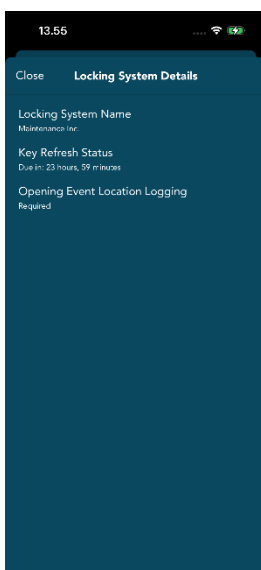 13.55
Close Locking System Details
Locking System Name
Maintenance Inc.
Key Refresh Status
Due in: 23 hours, 59 minutes
Opening Event Location Logging
Required